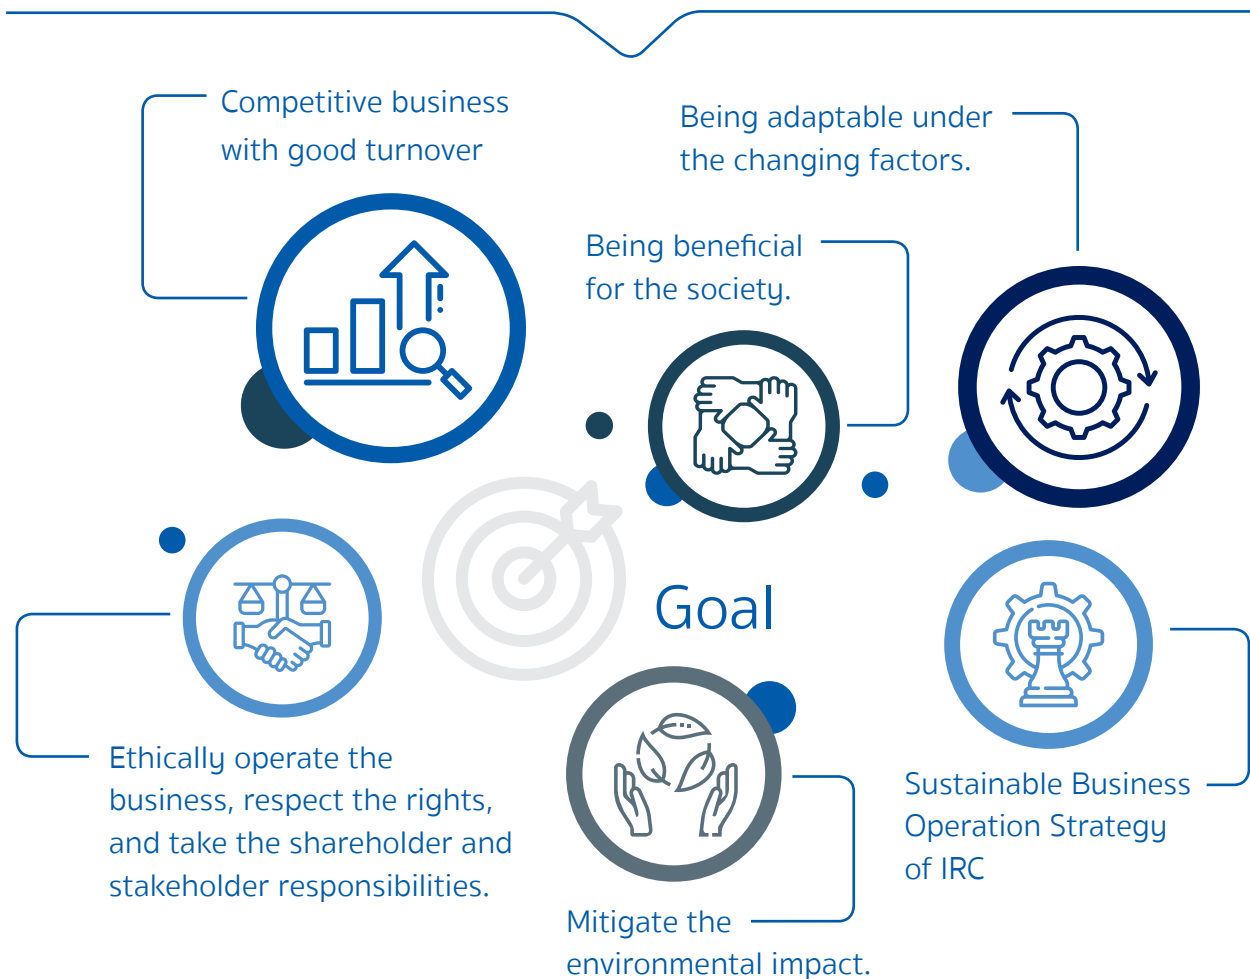 Competitive business
with good turnover
Being adaptable under
the changing factors.
Being beneficial
for the society.
Goal
Ethically operate the
business, respect the rights,
and take the shareholder and
stakeholder responsibilities.
Sustainable Business
Operation Strategy
of IRC
Mitigate the
environmental impact.